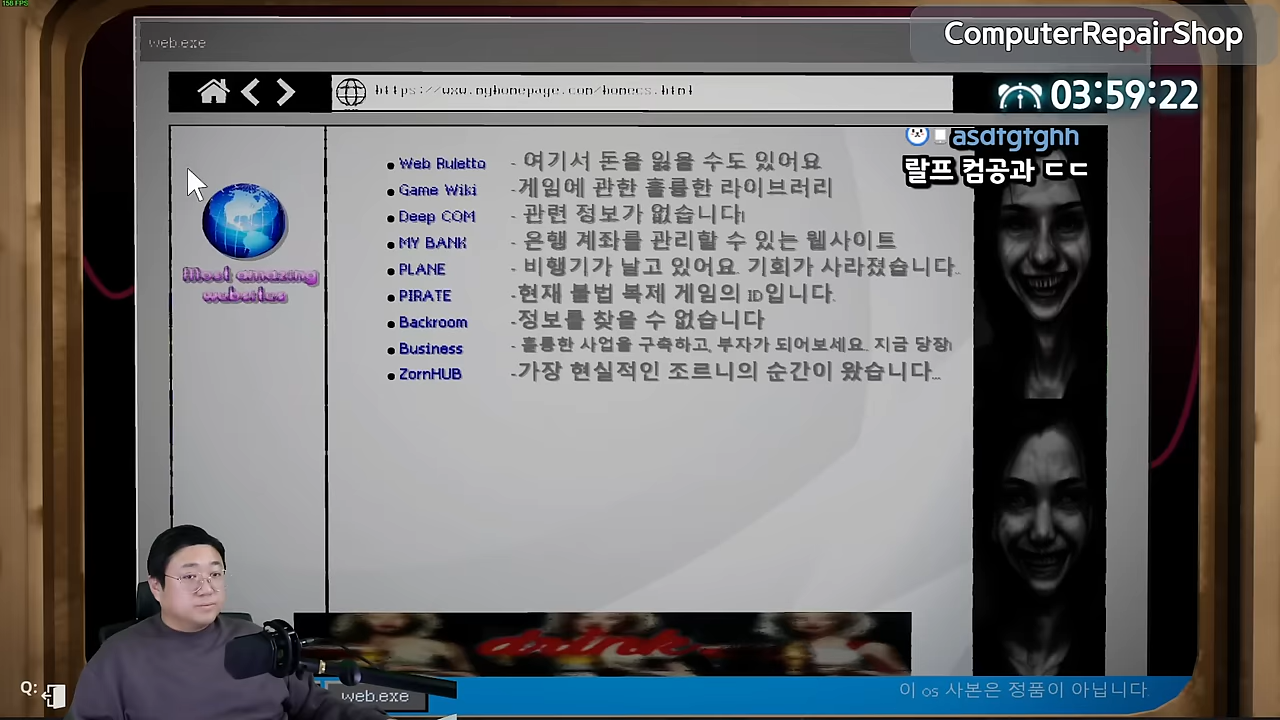 158 FPS
ComputerRepairShop
web.exe
03:59:22
asdfgfghh
랄프 컴공과 ㄷㄷ
Web Ruletto - 여기서 돈을 잃을 수도 있어요
Game Wiki -게임에 관한 훌륭한 라이브러리
Deep COM - 관련 정보가 없습니다!
MY BANK - 은행 계좌를 관리할 수 있는 웹사이트
PLANE - 비행기가 날고 있어요. 기회가 사라졌습니다..
PIRATE -현재 불법 복제 게임의 ID입니다.
Backroom -정보를 찾을 수 없습니다
Business - 훌륭한 사업을 구축하고, 부자가 되어보세요. 지금 당장!
ZornHUB -가장 현실적인 조르니의 순간이 왔습니다...
Meet amazing
websites
drink
Q:
web.exe
이 os 사본은 정품이 아닙니다.